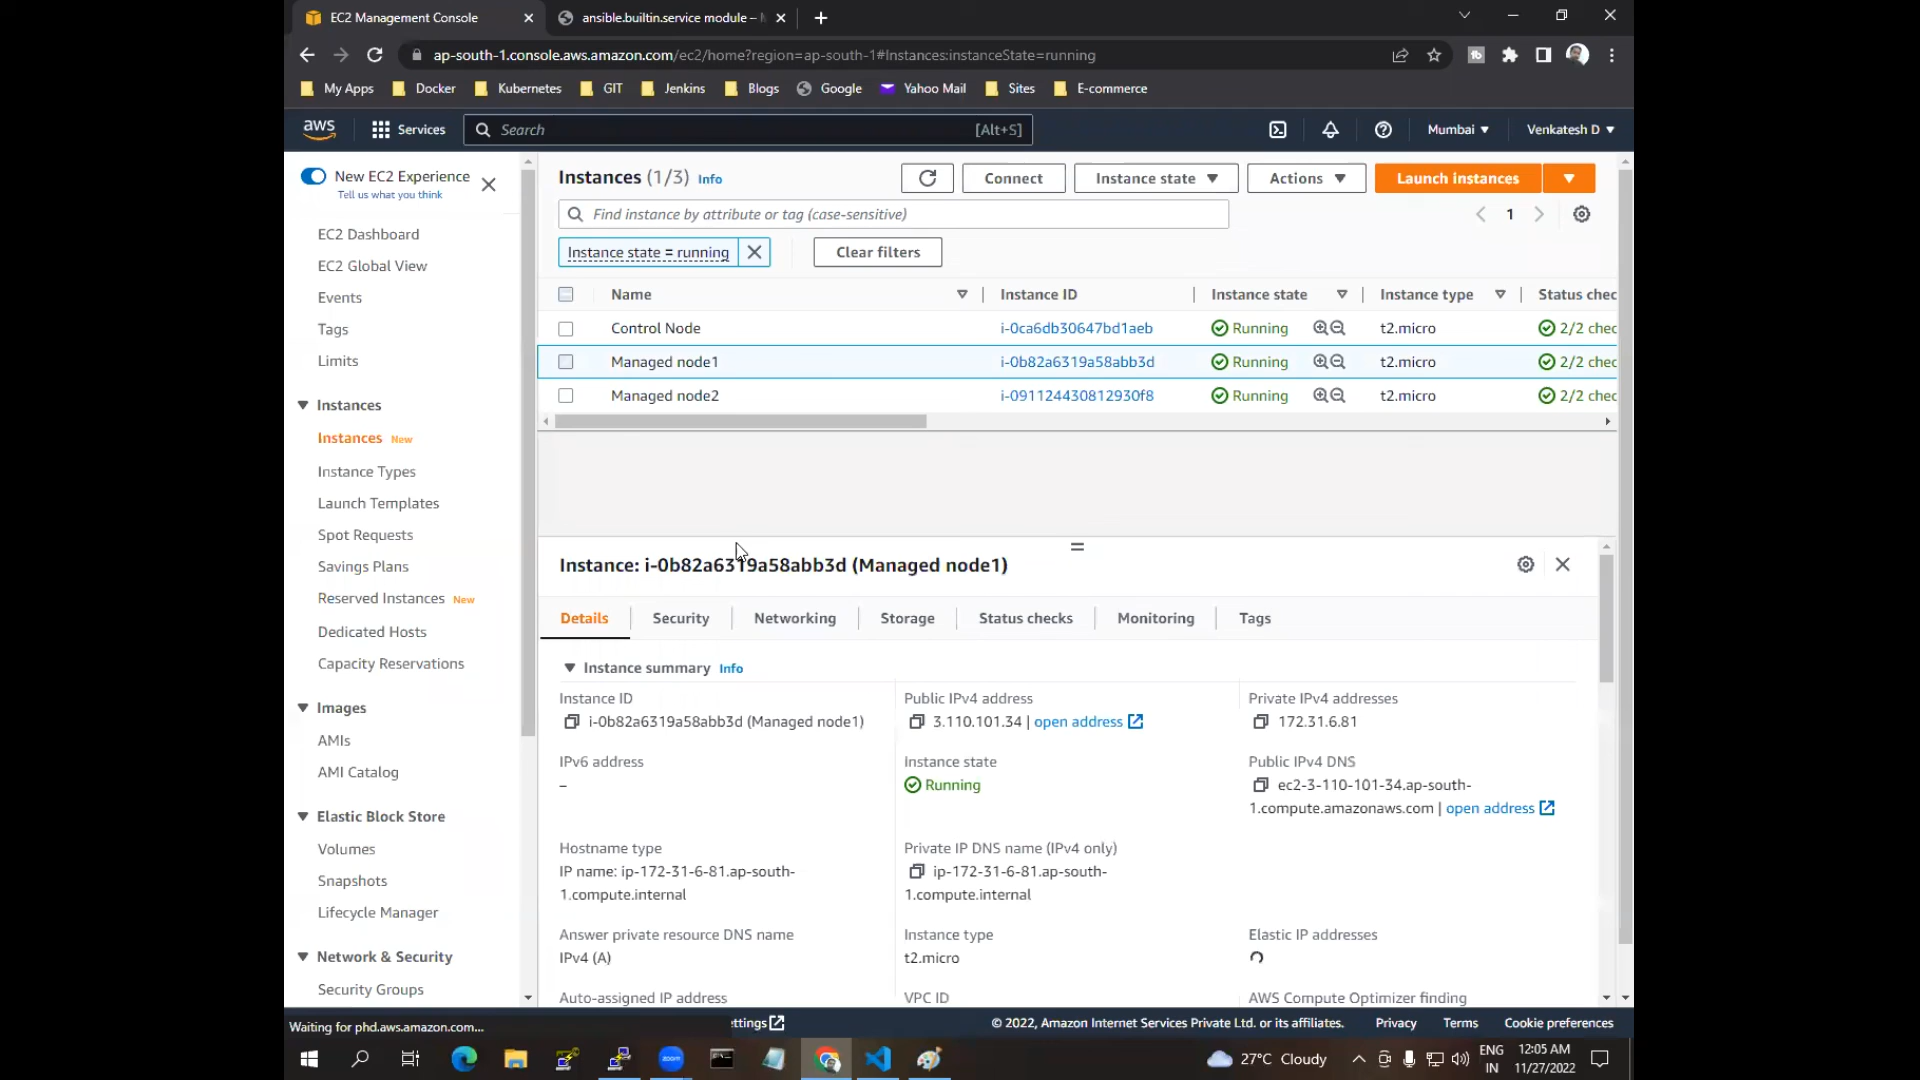 EC2 Management Console
ansible.builtin.service module –
ap-south-1.console.aws.amazon.com/ec2/home?region=ap-south-1#Instances:instanceState=running
My Apps Docker Kubernetes GIT Jenkins Blogs Google Yahoo Mail Sites E-commerce
aws Services Search [Alt+S] Mumbai Venkatesh D
New EC2 Experience
Tell us what you think
EC2 Dashboard
EC2 Global View
Events
Tags
Limits
Instances
Instances New
Instance Types
Launch Templates
Spot Requests
Savings Plans
Reserved Instances New
Dedicated Hosts
Capacity Reservations
Images
AMIs
AMI Catalog
Elastic Block Store
Volumes
Snapshots
Lifecycle Manager
Network & Security
Security Groups
Instances (1/3) Info Connect Instance state Actions Launch instances
Find instance by attribute or tag (case-sensitive) 1
Instance state = running Clear filters
Name Instance ID Instance state Instance type Status chec
Control Node i-0ca6db30647bd1aeb Running t2.micro 2/2 chec
Managed node1 i-0b82a6319a58abb3d Running t2.micro 2/2 chec
Managed node2 i-091124430812930f8 Running t2.micro 2/2 chec
Instance: i-0b82a6319a58abb3d (Managed node1)
Details Security Networking Storage Status checks Monitoring Tags
Instance summary Info
Instance ID
i-0b82a6319a58abb3d (Managed node1)
Public IPv4 address
3.110.101.34 | open address
Private IPv4 addresses
172.31.6.81
IPv6 address
–
Instance state
Running
Public IPv4 DNS
ec2-3-110-101-34.ap-south-
1.compute.amazonaws.com | open address
Hostname type
IP name: ip-172-31-6-81.ap-south-
1.compute.internal
Private IP DNS name (IPv4 only)
ip-172-31-6-81.ap-south-
1.compute.internal
Answer private resource DNS name
IPv4 (A)
Instance type
t2.micro
Elastic IP addresses
Auto-assigned IP address
VPC ID
AWS Compute Optimizer finding
Waiting for phd.aws.amazon.com...
ettings
© 2022, Amazon Internet Services Private Ltd. or its affiliates. Privacy Terms Cookie preferences
zoom
27°C Cloudy
ENG
IN
12:05 AM
11/27/2022